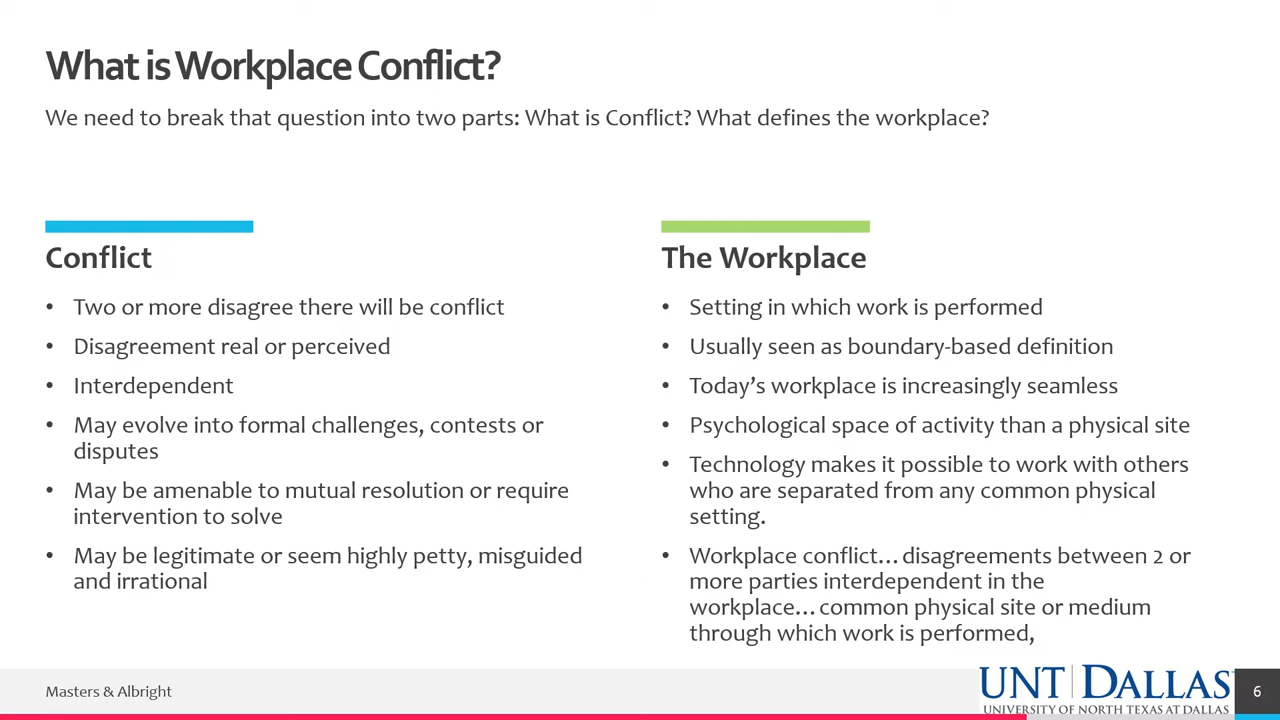 What is Workplace Conflict?
We need to break that question into two parts: What is Conflict? What defines the workplace?
Conflict
• Two or more disagree there will be conflict
• Disagreement real or perceived
• Interdependent
• May evolve into formal challenges, contests or
disputes
• May be amenable to mutual resolution or require
intervention to solve
• May be legitimate or seem highly petty, misguided
and irrational
The Workplace
• Setting in which work is performed
• Usually seen as boundary-based definition
• Today's workplace is increasingly seamless
• Psychological space of activity than a physical site
• Technology makes it possible to work with others
who are separated from any common physical
setting.
• Workplace conflict… disagreements between 2 or
more parties interdependent in the
workplace… common physical site or medium
through which work is performed,
Masters & Albright
UNT DALLAS
UNIVERSITY OF NORTH TEXAS AT DALLAS
6